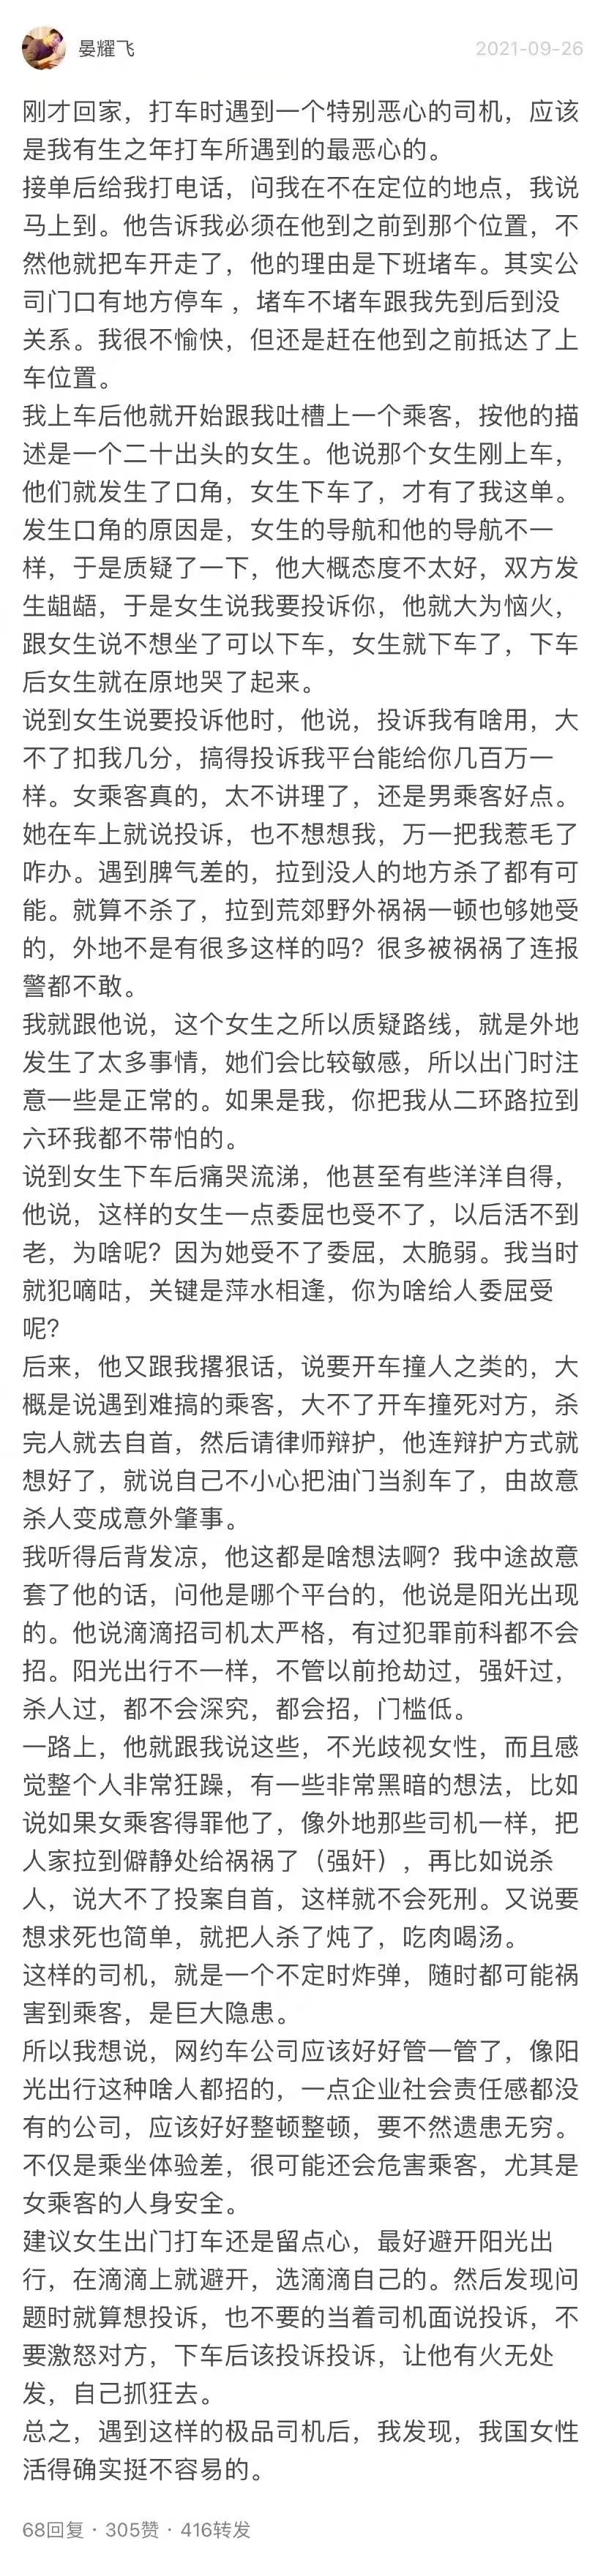 晏耀飞
2021-09-26
刚才回家，打车时遇到一个特别恶心的司机，应该
是我有生之年打车所遇到的最恶心的。
接单后给我打电话，问我在不在定位的地点，我说
马上到。他告诉我必须在他到之前到那个位置，不
然他就把车开走了，他的理由是下班堵车。其实公
司门口有地方停车，堵车不堵车跟我先到后到没
关系。我很不愉快，但还是赶在他到之前抵达了上
车位置。
我上车后他就开始跟我吐槽上一个乘客，按他的描
述是一个二十出头的女生。他说那个女生刚上车，
他们就发生了口角，女生下车了，才有了我这单。
发生口角的原因是，女生的导航和他的导航不一
样，于是质疑了一下，他大概态度不太好，双方发
生龃龉，于是女生说我要投诉你，他就大为恼火，
跟女生说不想坐了可以下车，女生就下车了，下车
后女生就在原地哭了起来。
说到女生说要投诉他时，他说，投诉我有啥用，大
不了扣我几分，搞得投诉我平台能给你几百万一
样。女乘客真的，太不讲理了，还是男乘客好点。
她在车上就说投诉，也不想想我，万一把我惹毛了
咋办。遇到脾气差的，拉到没人的地方杀了都有可
能。就算不杀了，拉到荒郊野外祸祸一顿也够她受
的，外地不是有很多这样的吗？很多被祸祸了连报
警都不敢。
我就跟他说，这个女生之所以质疑路线，就是外地
发生了太多事情，她们会比较敏感，所以出门时注
意一些是正常的。如果是我，你把我从二环路拉到
六环我都不带怕的。
说到女生下车后痛哭流涕，他甚至有些洋洋自得，
他说，这样的女生一点委屈也受不了，以后活不到
老，为啥呢？因为她受不了委屈，太脆弱。我当时
就犯嘀咕，关键是萍水相逢，你为啥给人委屈受
呢？
后来，他又跟我撂狠话，说要开车撞人之类的，大
概是说遇到难搞的乘客，大不了开车撞死对方，杀
完人就去自首，然后请律师辩护，他连辩护方式就
想好了，就说自己不小心把油门当刹车了，由故意
杀人变成意外肇事。
我听得后背发凉，他这都是啥想法啊？我中途故意
套了他的话，问他是哪个平台的，他说是阳光出现
的。他说滴滴招司机太严格，有过犯罪前科都不会
招。阳光出行不一样，不管以前抢劫过，强奸过，
杀人过，都不会深究，都会招，门槛低。
一路上，他就跟我说这些，不光歧视女性，而且感
觉整个人非常狂躁，有一些非常黑暗的想法，比如
说如果女乘客得罪他了，像外地那些司机一样，把
人家拉到僻静处给祸祸了（强奸），再比如说杀
人，说大不了投案自首，这样就不会死刑。又说要
想求死也简单，就把人杀了炖了，吃肉喝汤。
这样的司机，就是一个不定时炸弹，随时都可能祸
害到乘客，是巨大隐患。
所以我想说，网约车公司应该好好管一管了，像阳
光出行这种啥人都招的，一点企业社会责任感都没
有的公司，应该好好整顿整顿，要不然遗患无穷。
不仅是乘坐体验差，很可能还会危害乘客，尤其是
女乘客的人身安全。
建议女生出门打车还是留点心，最好避开阳光出
行，在滴滴上就避开，选滴滴自己的。然后发现问
题时就算想投诉，也不要的当着司机面说投诉，不
要激怒对方，下车后该投诉投诉，让他有火无处
发，自己抓狂去。
总之，遇到这样的极品司机后，我发现，我国女性
活得确实挺不容易的。
68回复 · 305赞 · 416转发